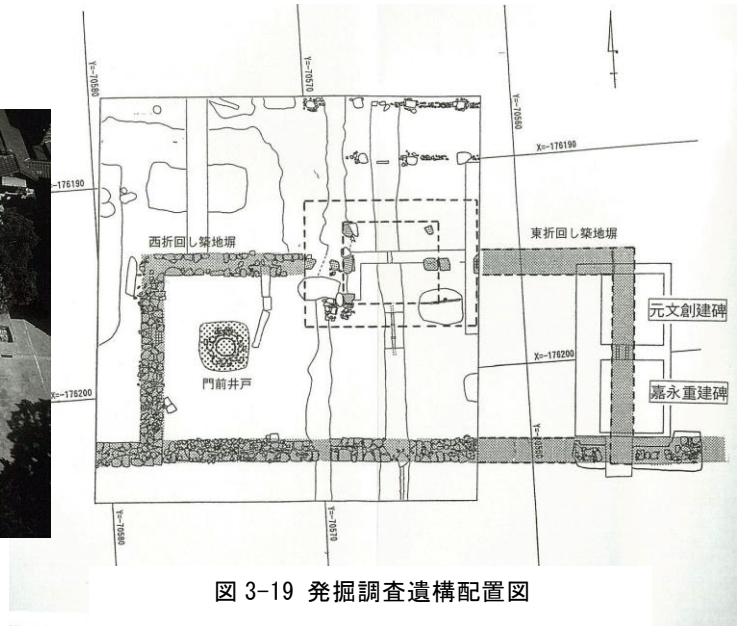 Y=-70580
Y=-70570
Y=-70560
X=-176190
-176190
西折回し築地塀
東折回し築地塀
元文創建碑
門前井戸
X=-176200
嘉永重建碑
X=-176200
Y=-70580
Y=-70570
図 3-19 発掘調査遺構配置図